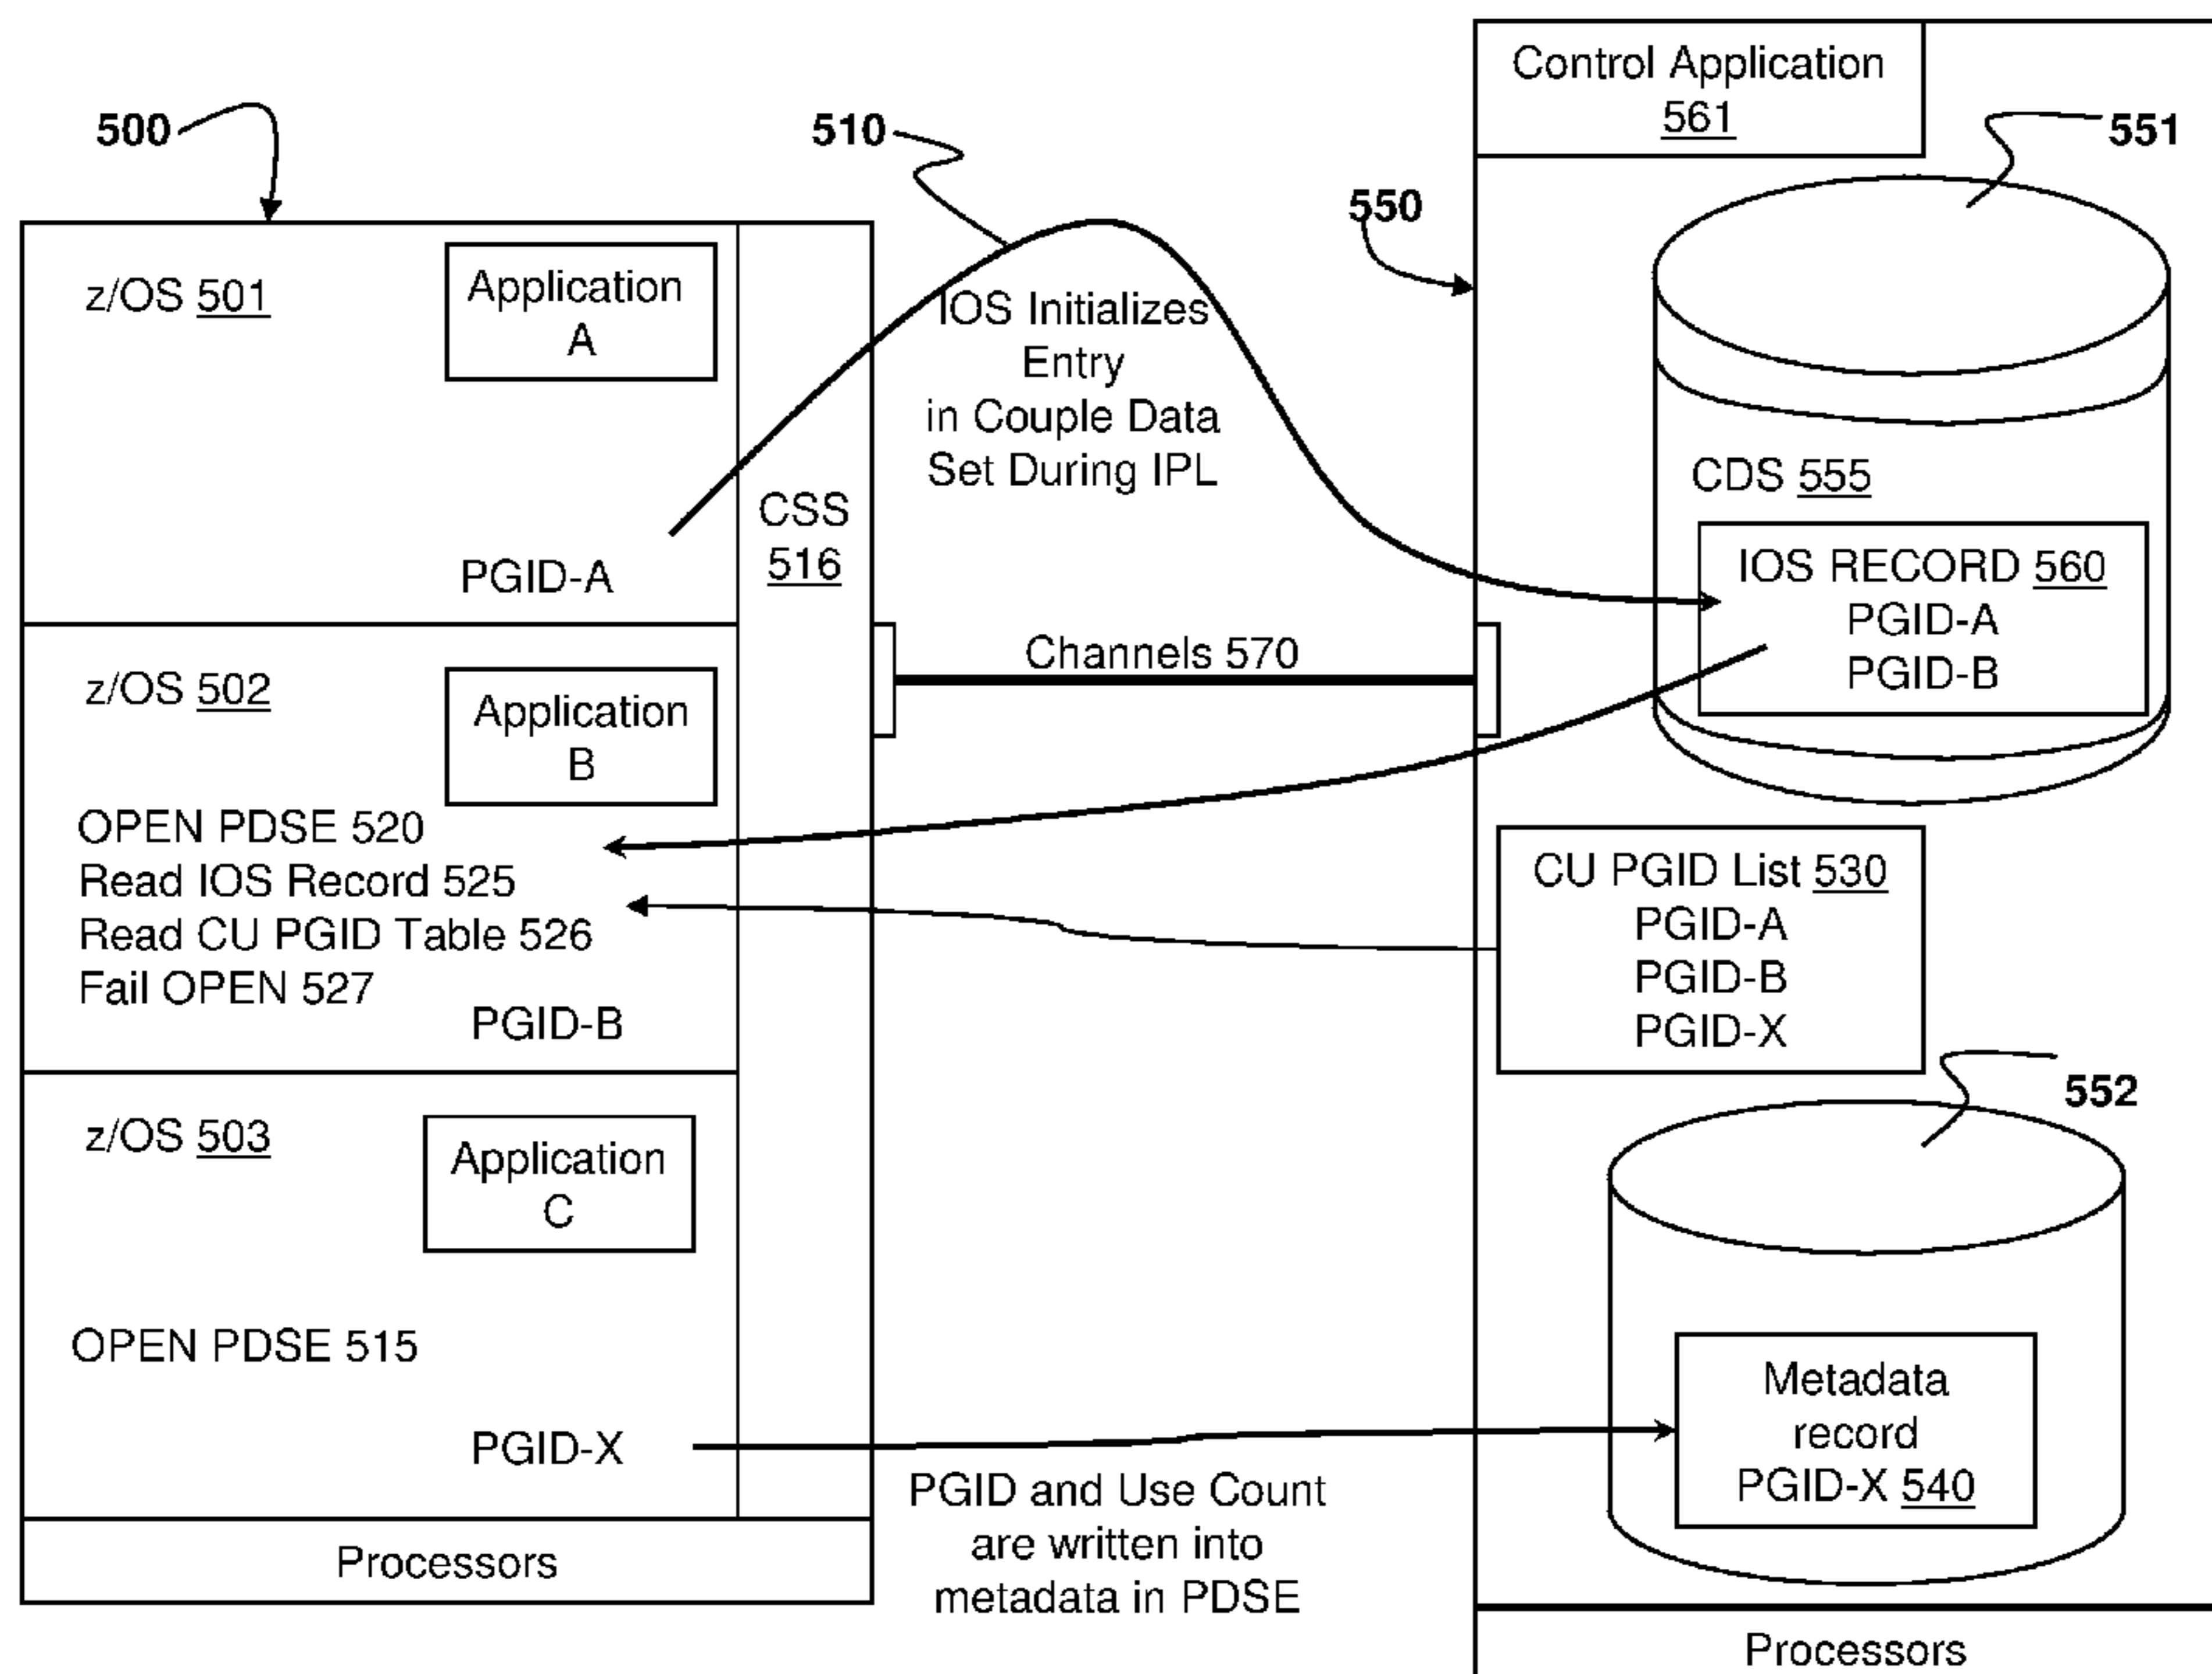 Control Application
561
500
510
551
550
z/OS 501
Application
A
IOS Initializes
Entry
in Couple Data
Set During IPL
CSS
516
PGID-A
CDS 555
IOS RECORD 560
PGID-A
PGID-B
Channels 570
z/OS 502
Application
B
OPEN PDSE 520
Read IOS Record 525
Read CU PGID Table 526
Fail OPEN 527
PGID-B
CU PGID List 530
PGID-A
PGID-B
PGID-X
552
z/OS 503
Application
C
OPEN PDSE 515
PGID-X
PGID and Use Count
are written into
metadata in PDSE
Metadata
record
PGID-X 540
Processors
Processors